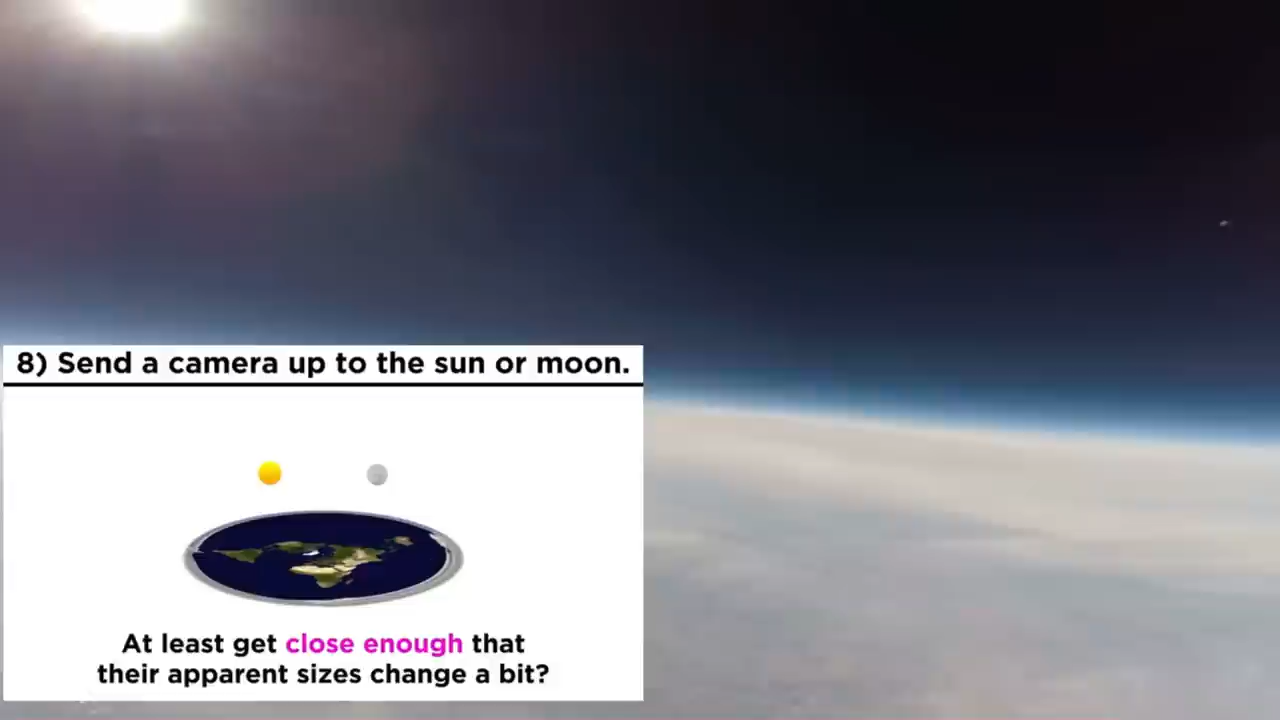 8) Send a camera up to the sun or moon.
At least get close enough that
their apparent sizes change a bit?